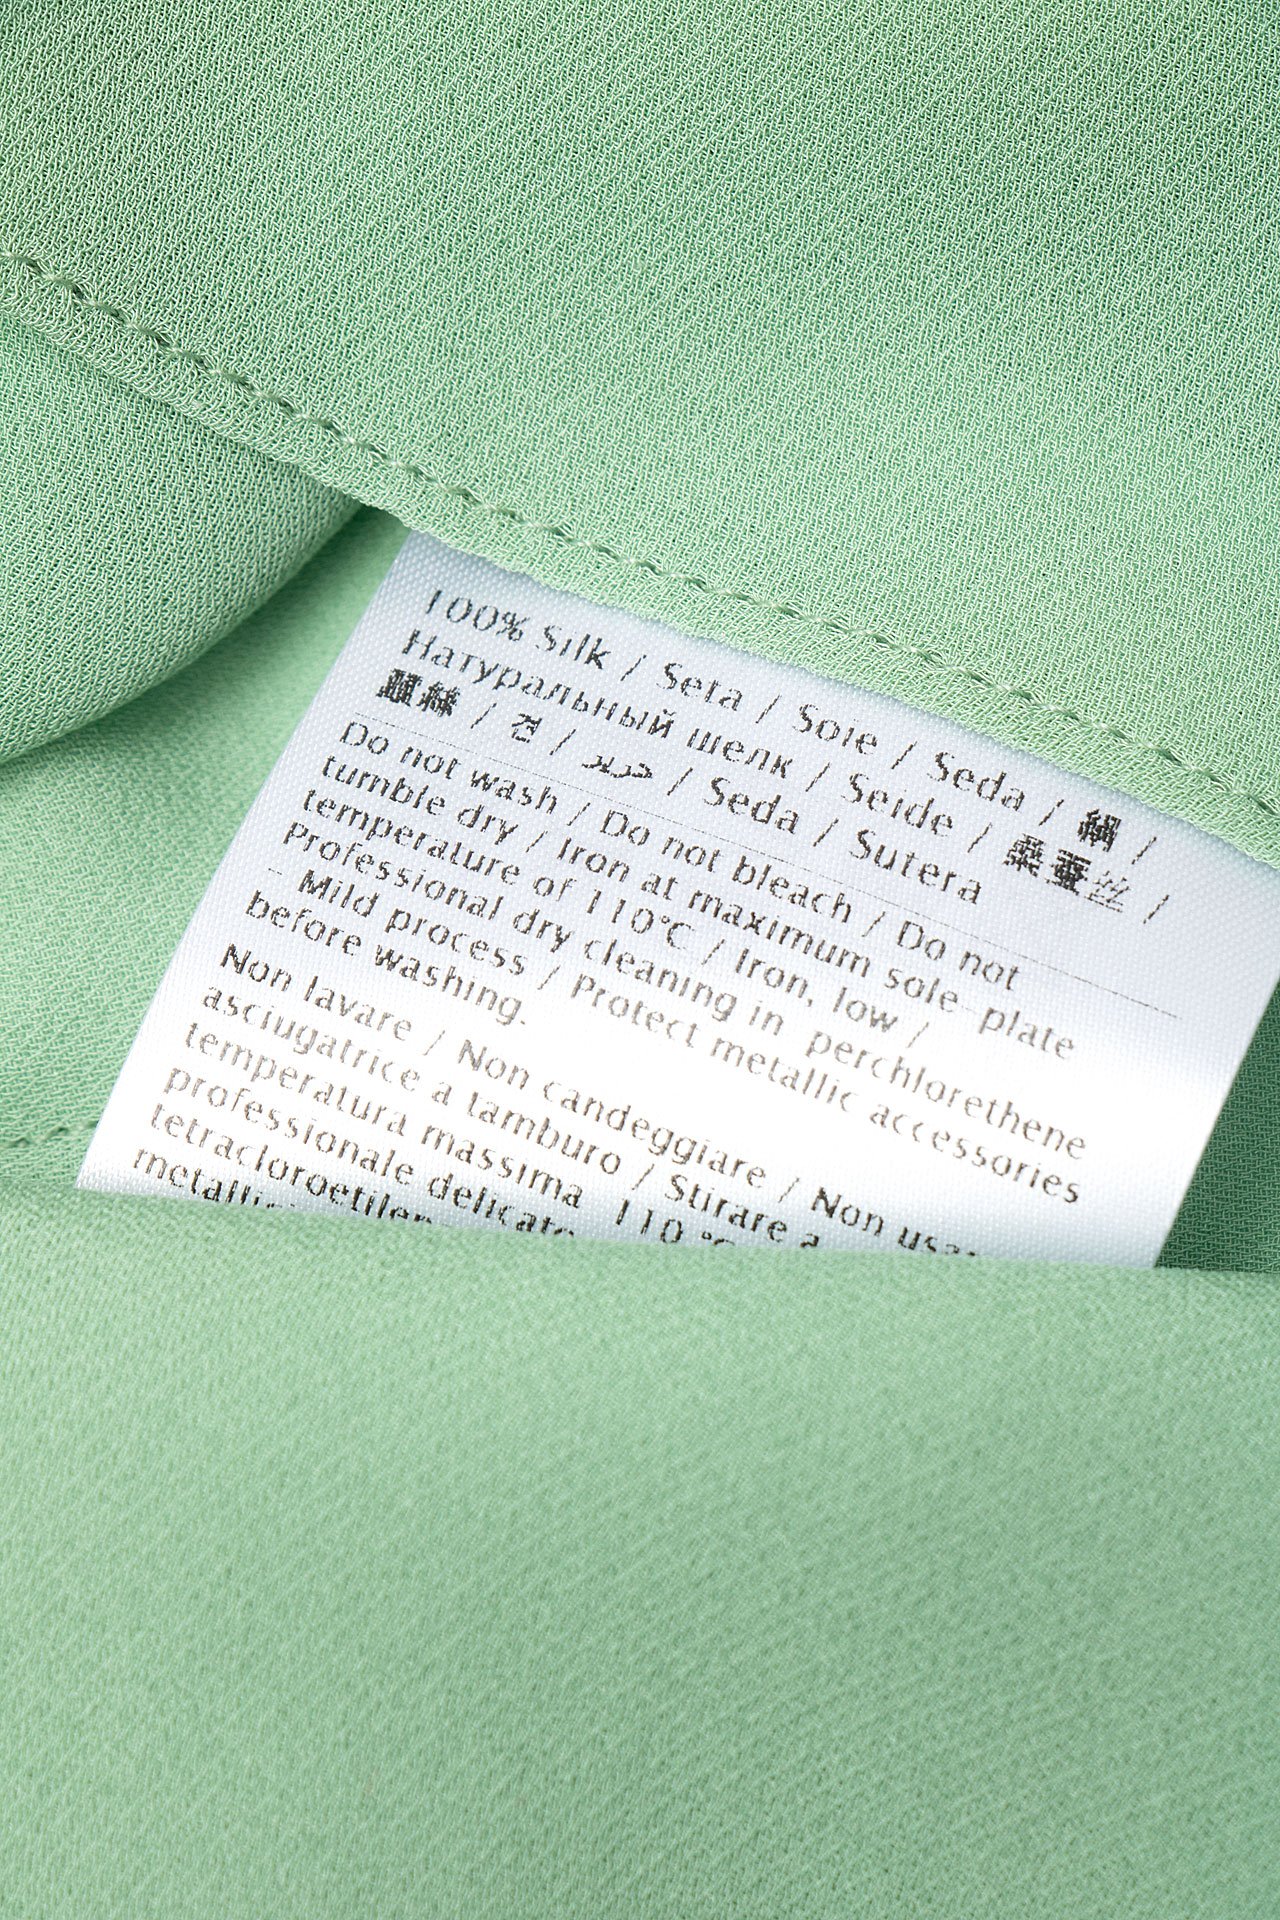 100% Silk / Seta / Soie / Seda / 絹 /
Натуральный шелк / Seide / 桑蚕丝 /
蠶絲 / 견 / حرير / Seda / Sutera
Do not wash / Do not bleach / Do not
tumble dry / Iron at maximum sole-plate
temperature of 110°C / Iron, low /
Professional dry cleaning in perchlorethene
- Mild process / Protect metallic accessories
before washing.
Non lavare / Non candeggiare / Non
asciugatrice a tamburo / Stirare a
temperatura massima 110 °C
professionale delicato
tetracloroetilen